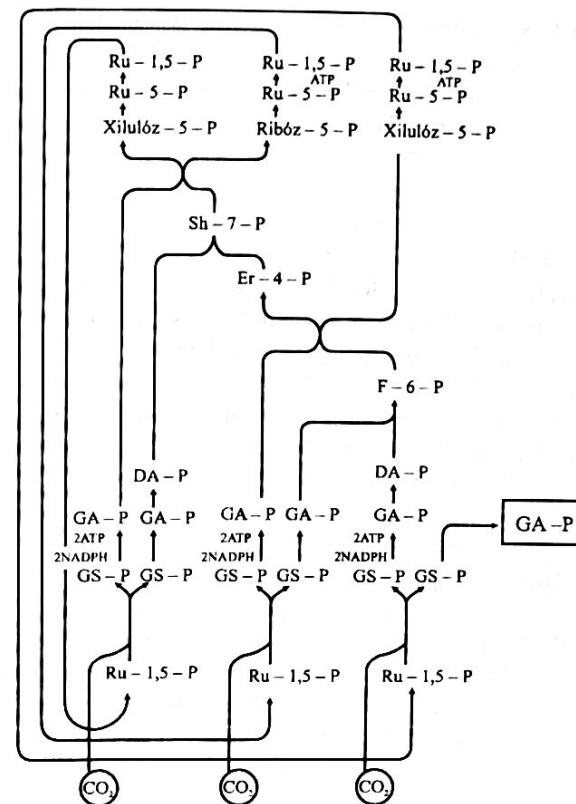 Ru – 1,5 – P Ru – 1,5 – P Ru – 1,5 – P
ATP ATP
Ru – 5 – P Ru – 5 – P Ru – 5 – P
Xilulóz – 5 – P Ribóz – 5 – P Xilulóz – 5 – P
Sh – 7 – P
Er – 4 – P
F – 6 – P
DA – P DA – P
GA – P GA – P GA – P GA – P GA – P GA – P
2ATP 2ATP 2ATP
2NADPH 2NADPH 2NADPH
GS – P GS – P GS – P GS – P GS – P GS – P
Ru – 1,5 – P Ru – 1,5 – P Ru – 1,5 – P
CO₂ CO₂ CO₂